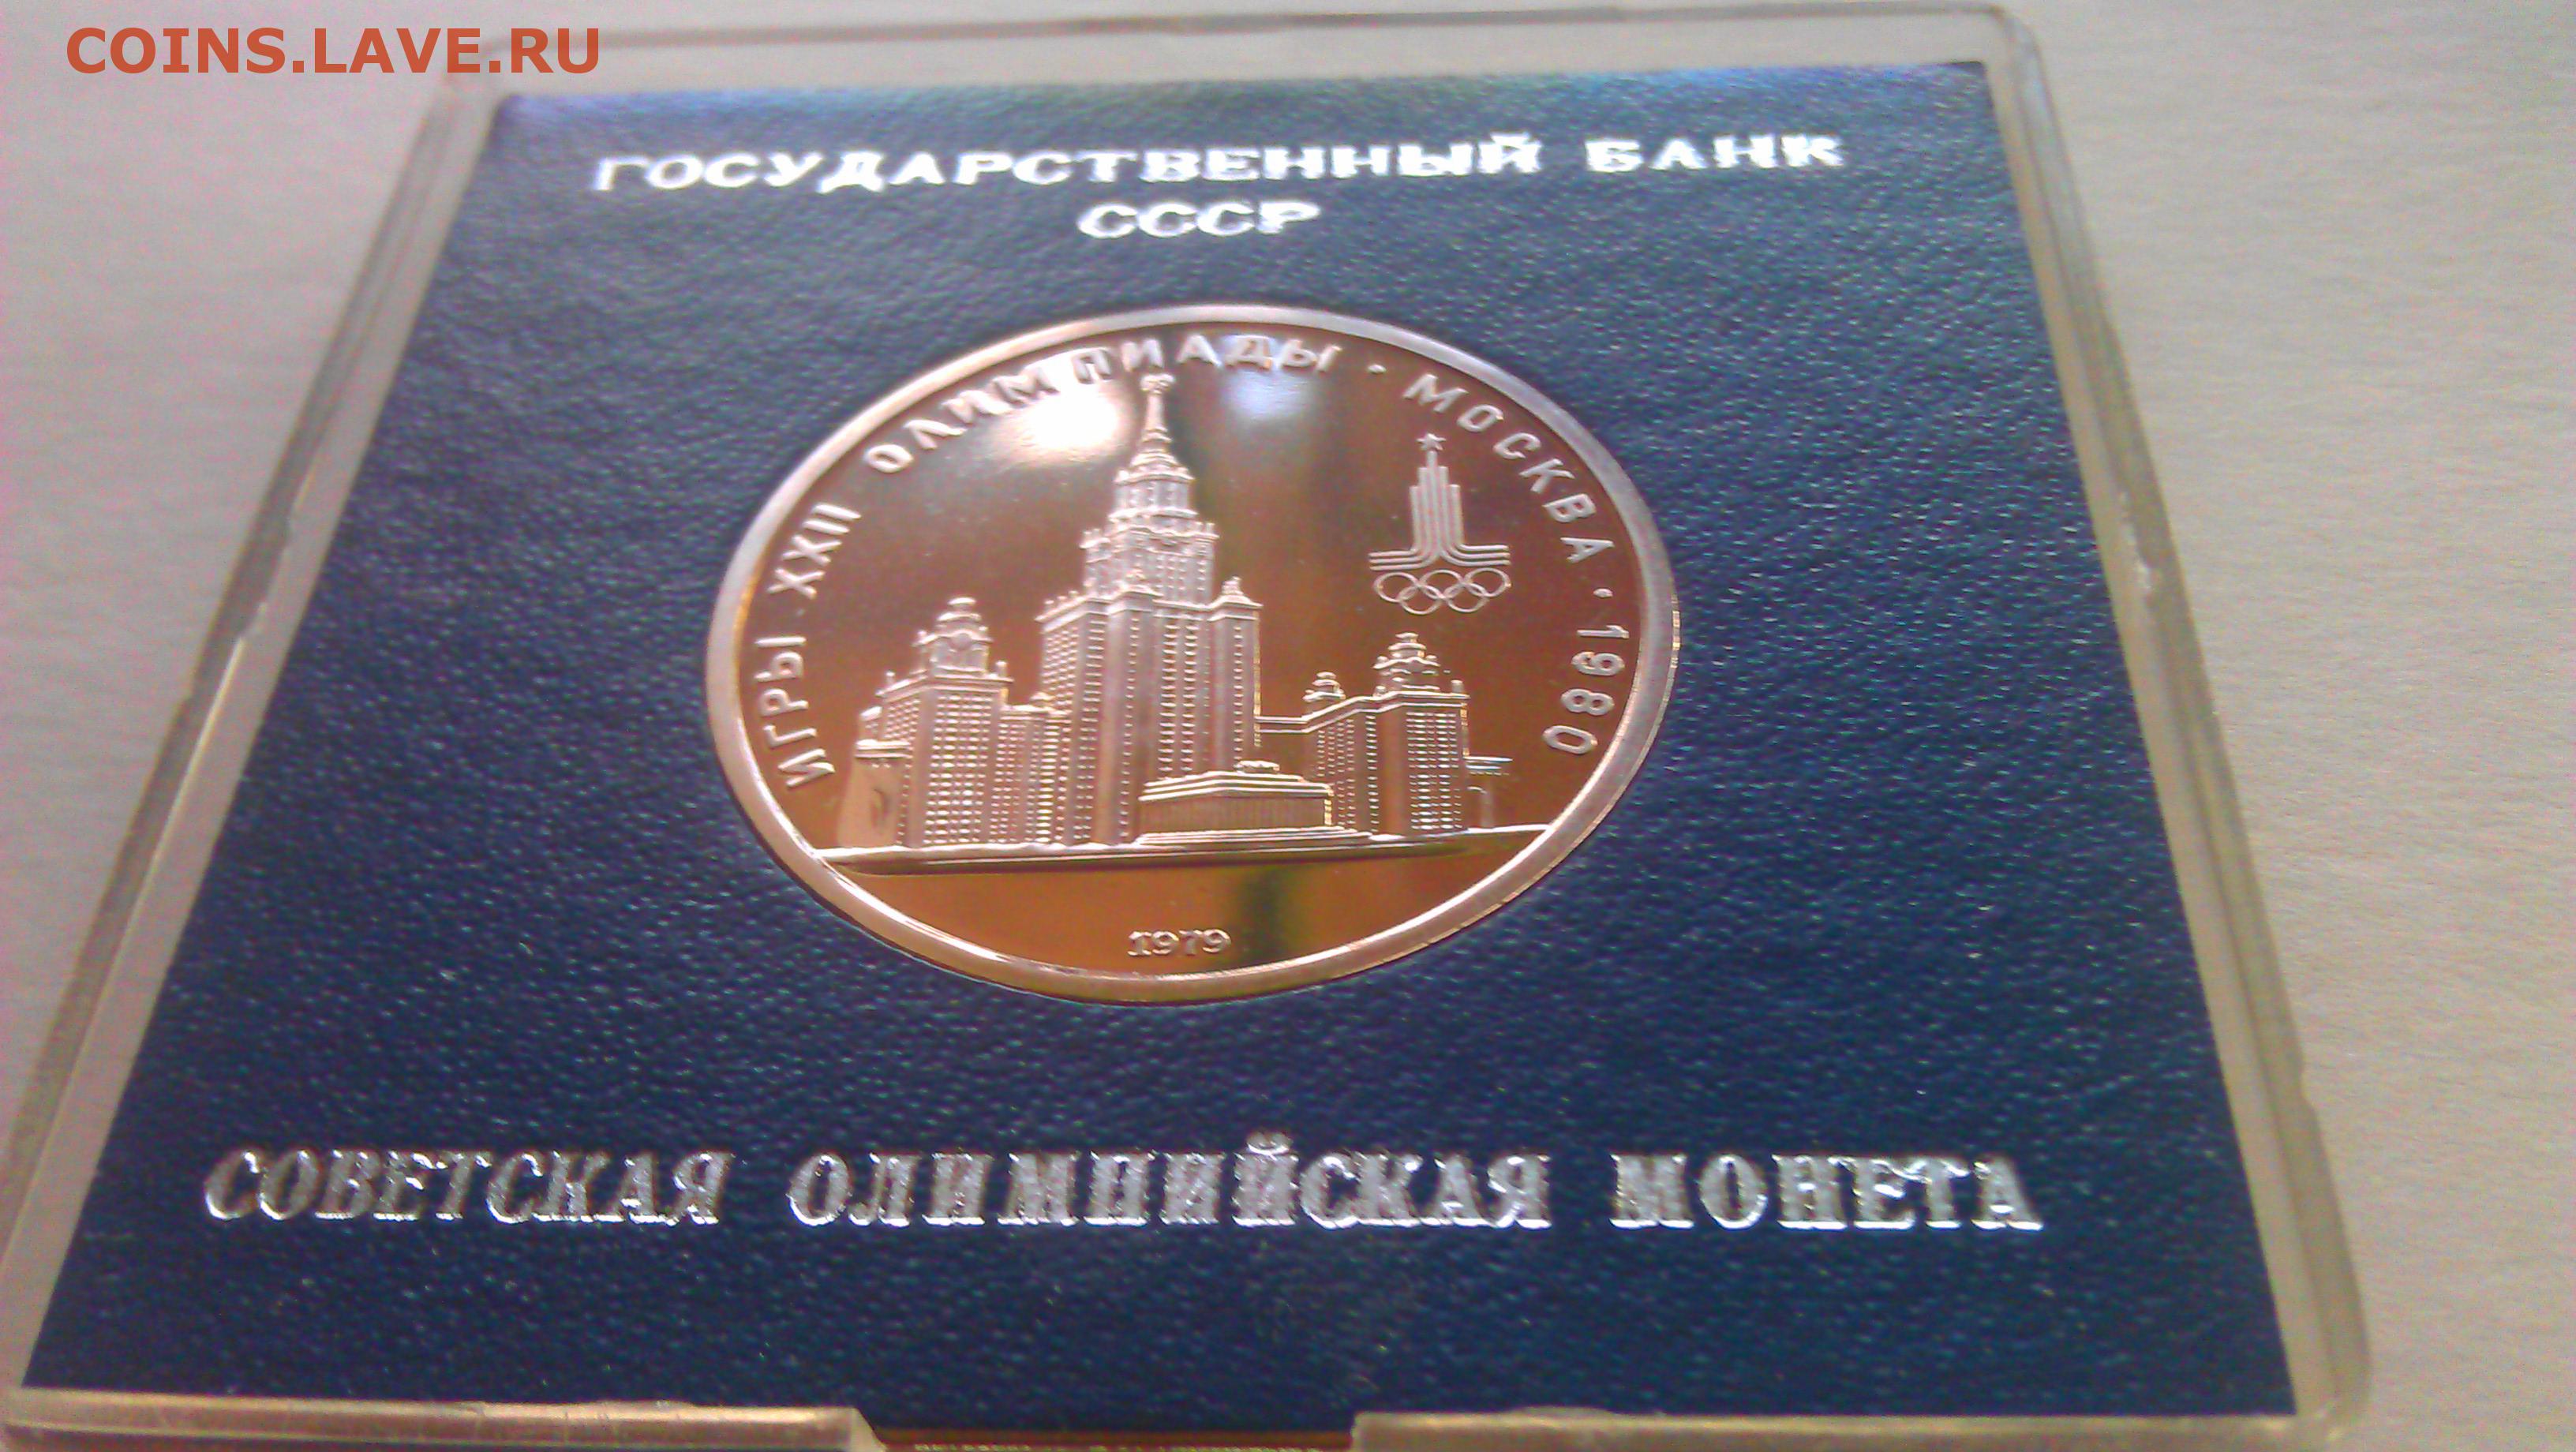 COINS.LAVE.RU
ГОСУДАРСТВЕННЫЙ БАНК
СССР
ИГРЫ XXII ОЛИМПИАДЫ · МОСКВА · 1980
1979
СОВЕТСКАЯ ОЛИМПИЙСКАЯ МОНЕТА